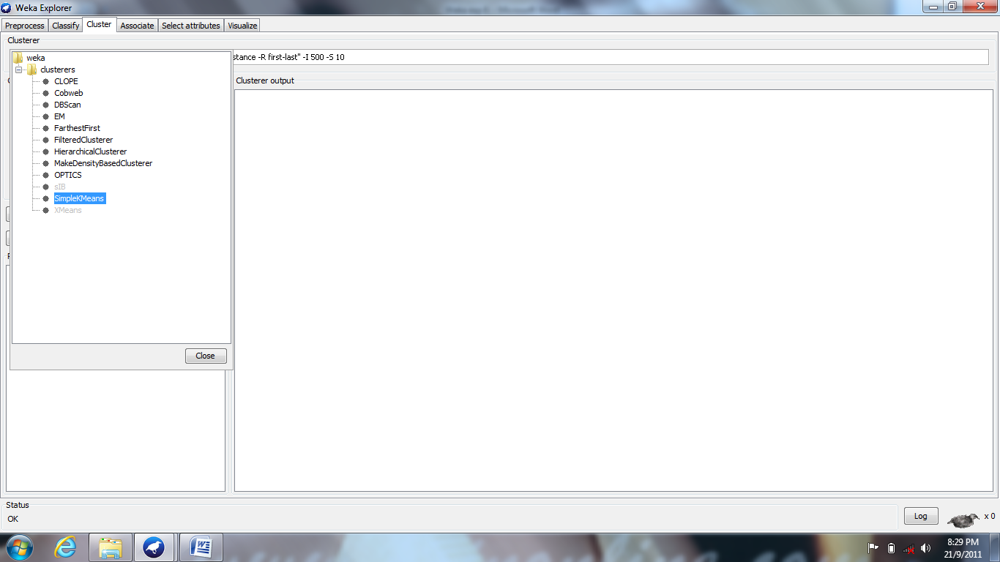 Weka Explorer
Preprocess Classify Cluster Associate Select attributes Visualize
Clusterer
weka
stance -R first-last" -I 500 -S 10
clusterers
Clusterer output
CLOPE
Cobweb
DBScan
EM
FarthestFirst
FilteredClusterer
HierarchicalClusterer
MakeDensityBasedClusterer
OPTICS
sIB
SimpleKMeans
XMeans
Close
Status
OK
Log
x 0
8:29 PM
21/9/2011